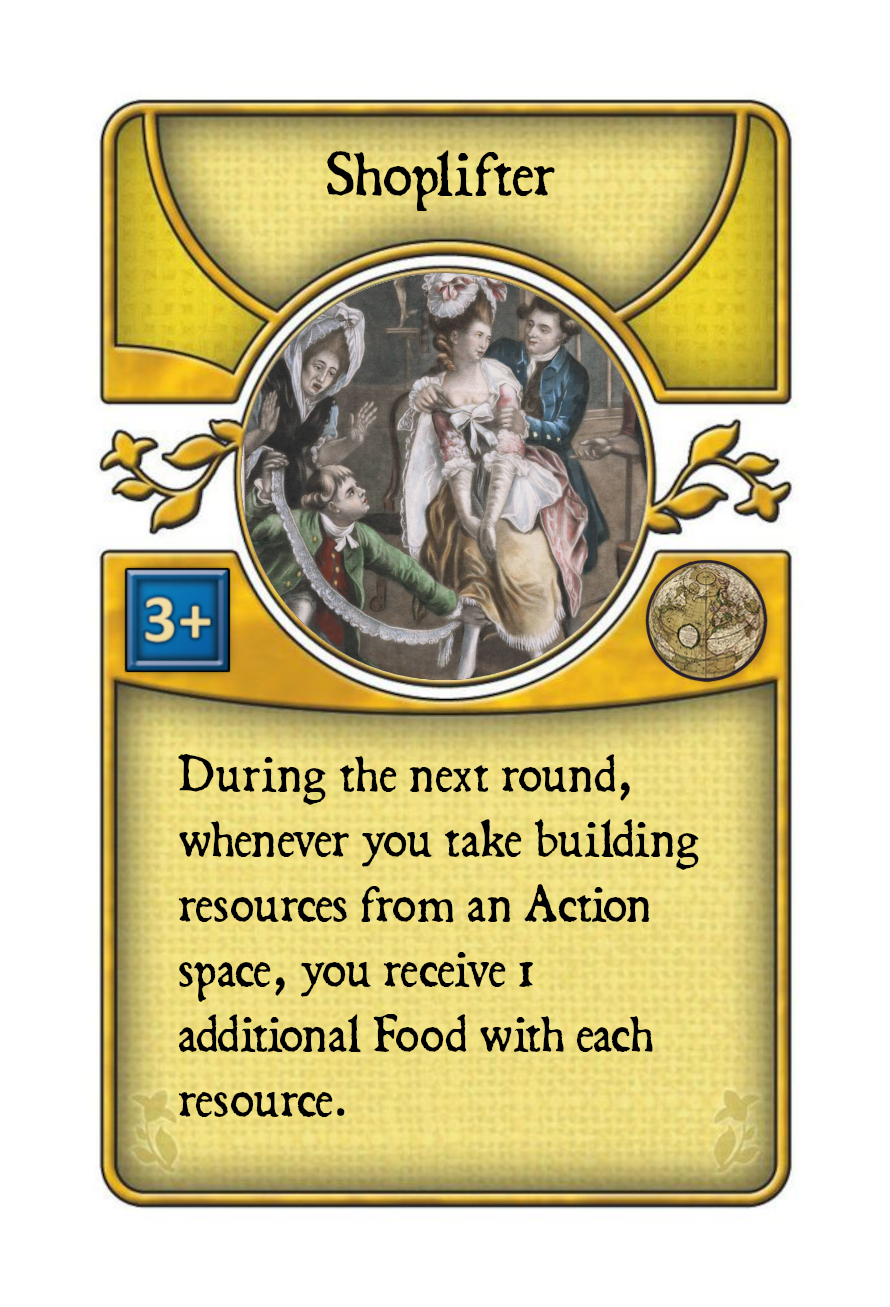 Shoplifter
3+
During the next round,
whenever you take building
resources from an Action
space, you receive 1
additional Food with each
resource.